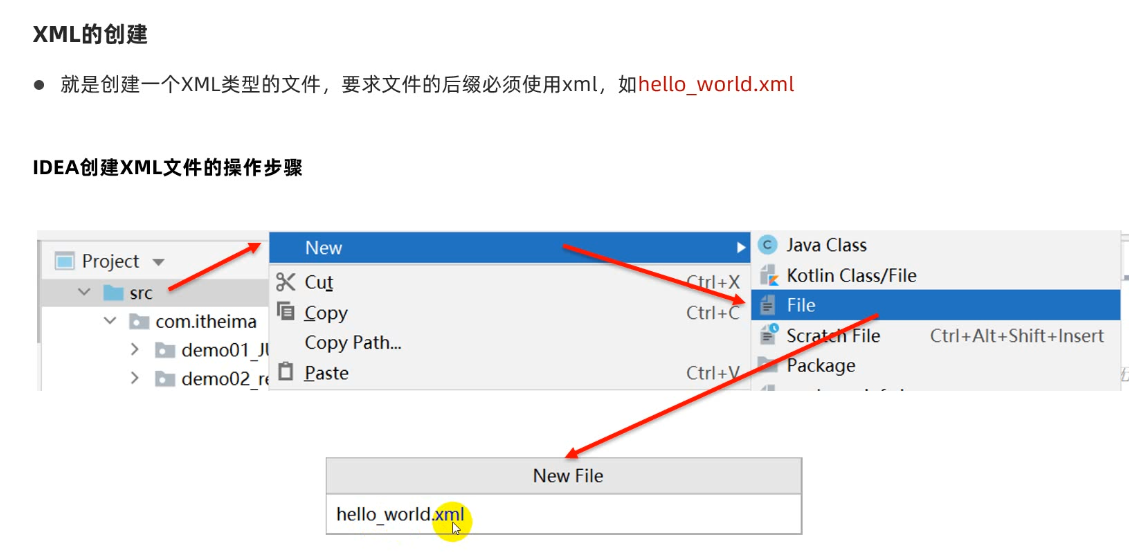 XML的创建
就是创建一个XML类型的文件，要求文件的后缀必须使用xml，如hello_world.xml
IDEA创建XML文件的操作步骤
Project
src
com.itheima
demo01_JU
demo02_re
New
Cut Ctrl+X
Copy Ctrl+C
Copy Path...
Paste Ctrl+V
Java Class
Kotlin Class/File
File
Scratch File Ctrl+Alt+Shift+Insert
Package
New File
hello_world.xml